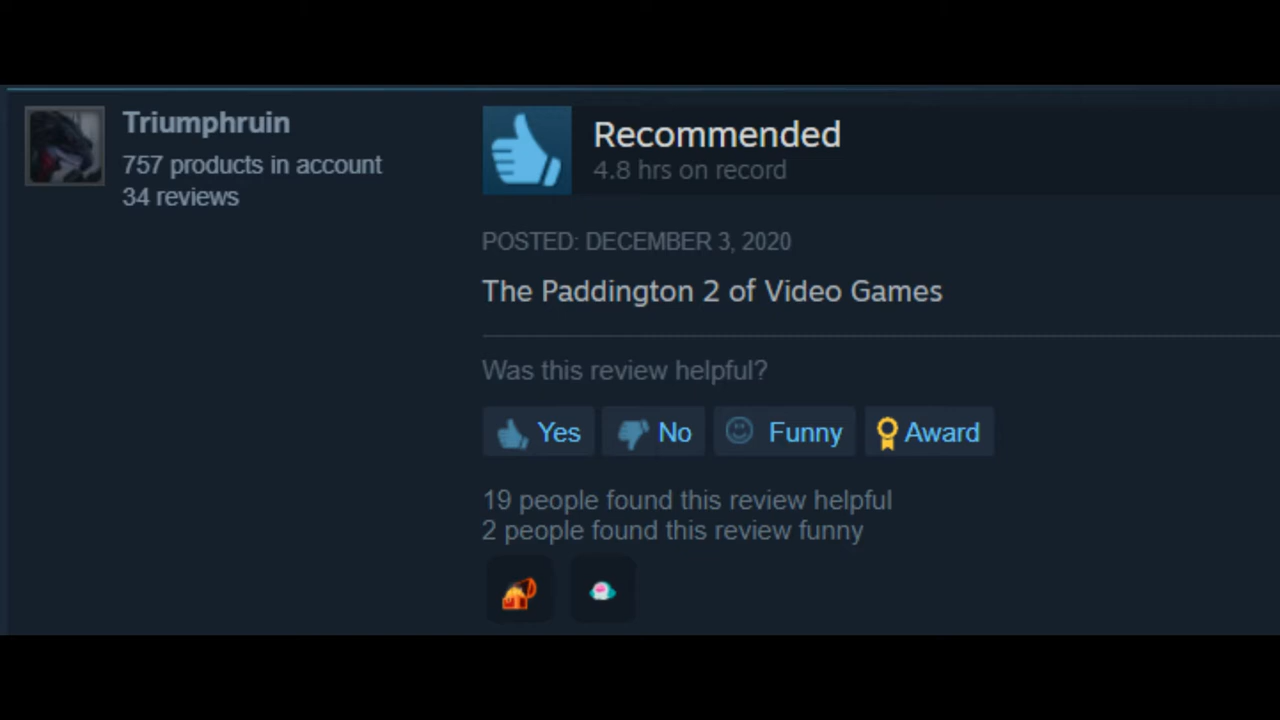 Triumphruin
757 products in account
34 reviews
Recommended
4.8 hrs on record
POSTED: DECEMBER 3, 2020
The Paddington 2 of Video Games
Was this review helpful?
Yes
No
Funny
Award
19 people found this review helpful
2 people found this review funny